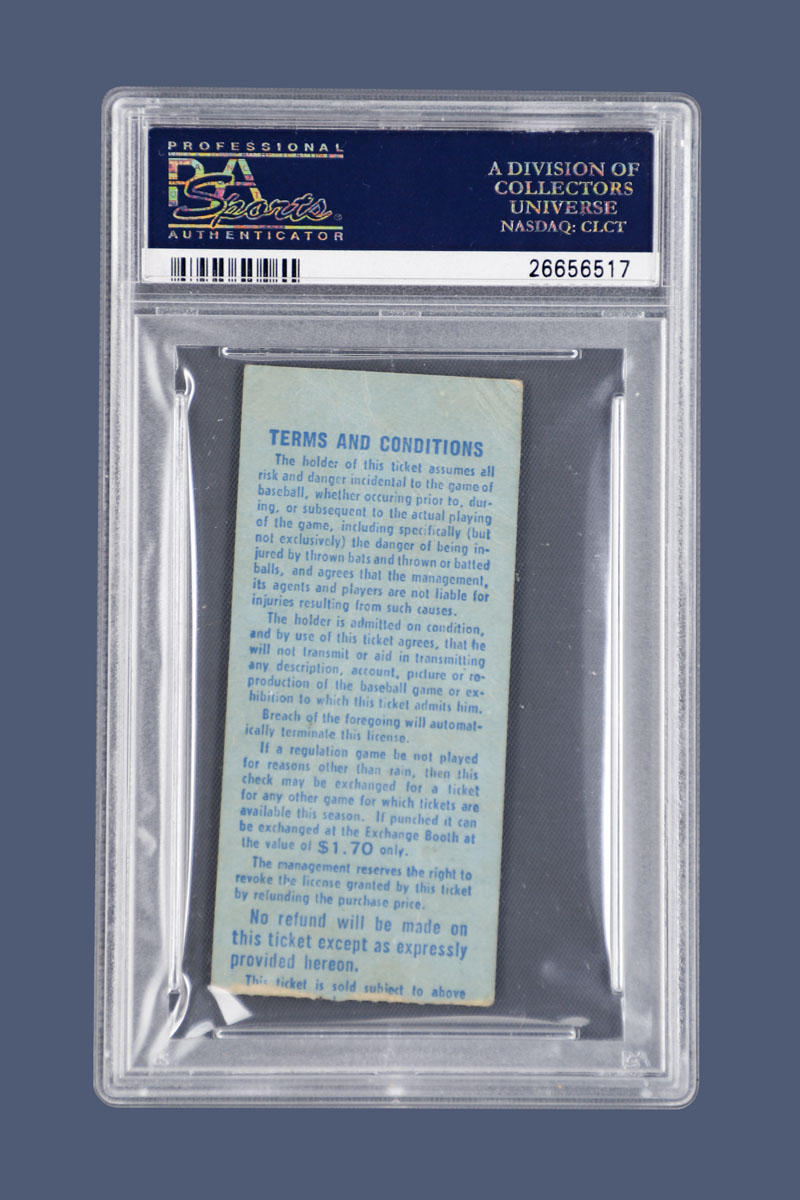 PROFESSIONAL
PSA
Sports
AUTHENTICATOR
A DIVISION OF
COLLECTORS
UNIVERSE
NASDAQ: CLCT
26656517
TERMS AND CONDITIONS
The holder of this ticket assumes all
risk and danger incidental to the game of
baseball, whether occuring prior to, dur-
ing, or subsequent to the actual playing
of the game, including specifically (but
not exclusively) the danger of being in-
jured by thrown bats and thrown or batted
balls, and agrees that the management,
its agents and players are not liable for
injuries resulting from such causes.
The holder is admitted on condition,
and by use of this ticket agrees, that he
will not transmit or aid in transmitting
any description, account, picture or re-
production of the baseball game or ex-
hibition to which this ticket admits him.
Breach of the foregoing will automat-
ically terminate this license.
If a regulation game be not played
for reasons other than rain, then this
check may be exchanged for a ticket
for any other game for which tickets are
available this season. If punched it can
be exchanged at the Exchange Booth at
the value of $1.70 only.
The management reserves the right to
revoke the license granted by this ticket
by refunding the purchase price.
No refund will be made on
this ticket except as expressly
provided hereon.
This ticket is sold subject to above